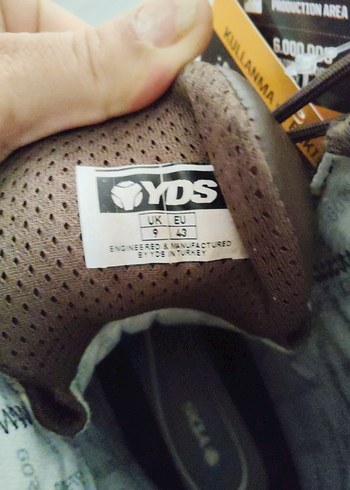 PRODUCTION AREA
6.000.000
KULLANMA
YDS
UK EU
9 43
ENGINEERED & MANUFACTURED
BY YDS IN TURKEY